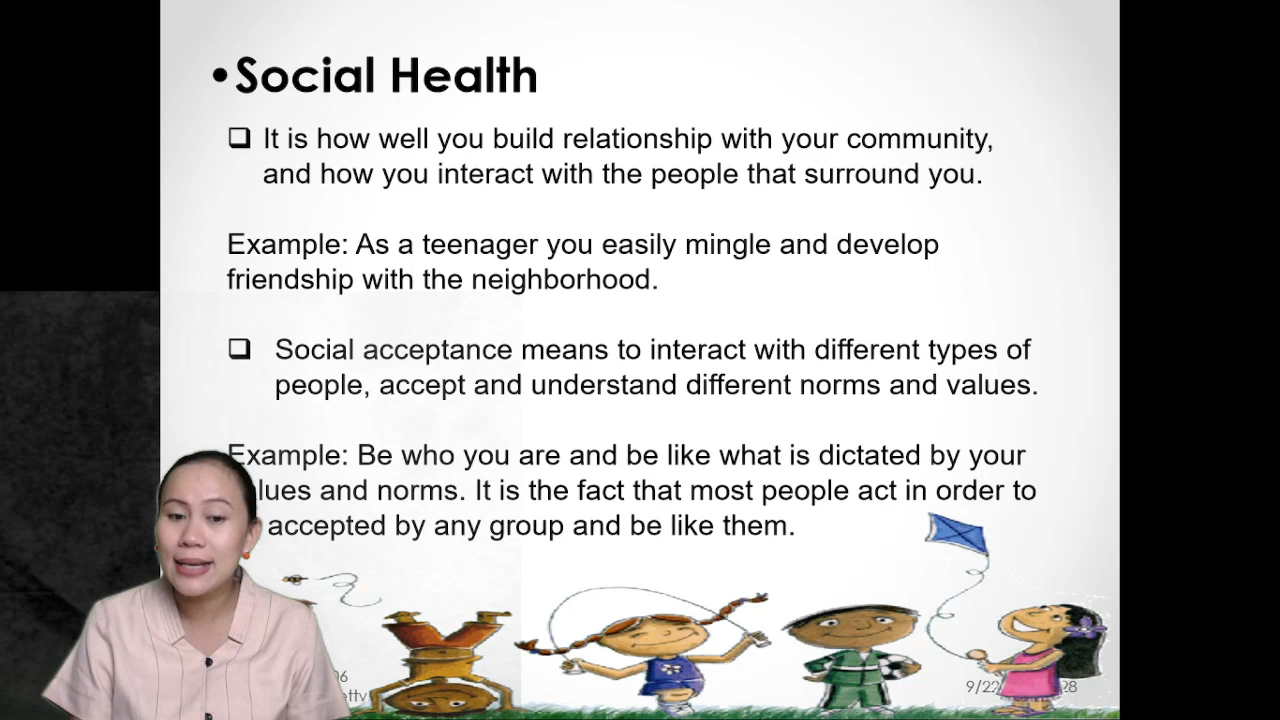 •Social Health
❑ It is how well you build relationship with your community,
and how you interact with the people that surround you.
Example: As a teenager you easily mingle and develop
friendship with the neighborhood.
❑ Social acceptance means to interact with different types of
people, accept and understand different norms and values.
Example: Be who you are and be like what is dictated by your
lues and norms. It is the fact that most people act in order to
accepted by any group and be like them.
06
etty
9/22
28